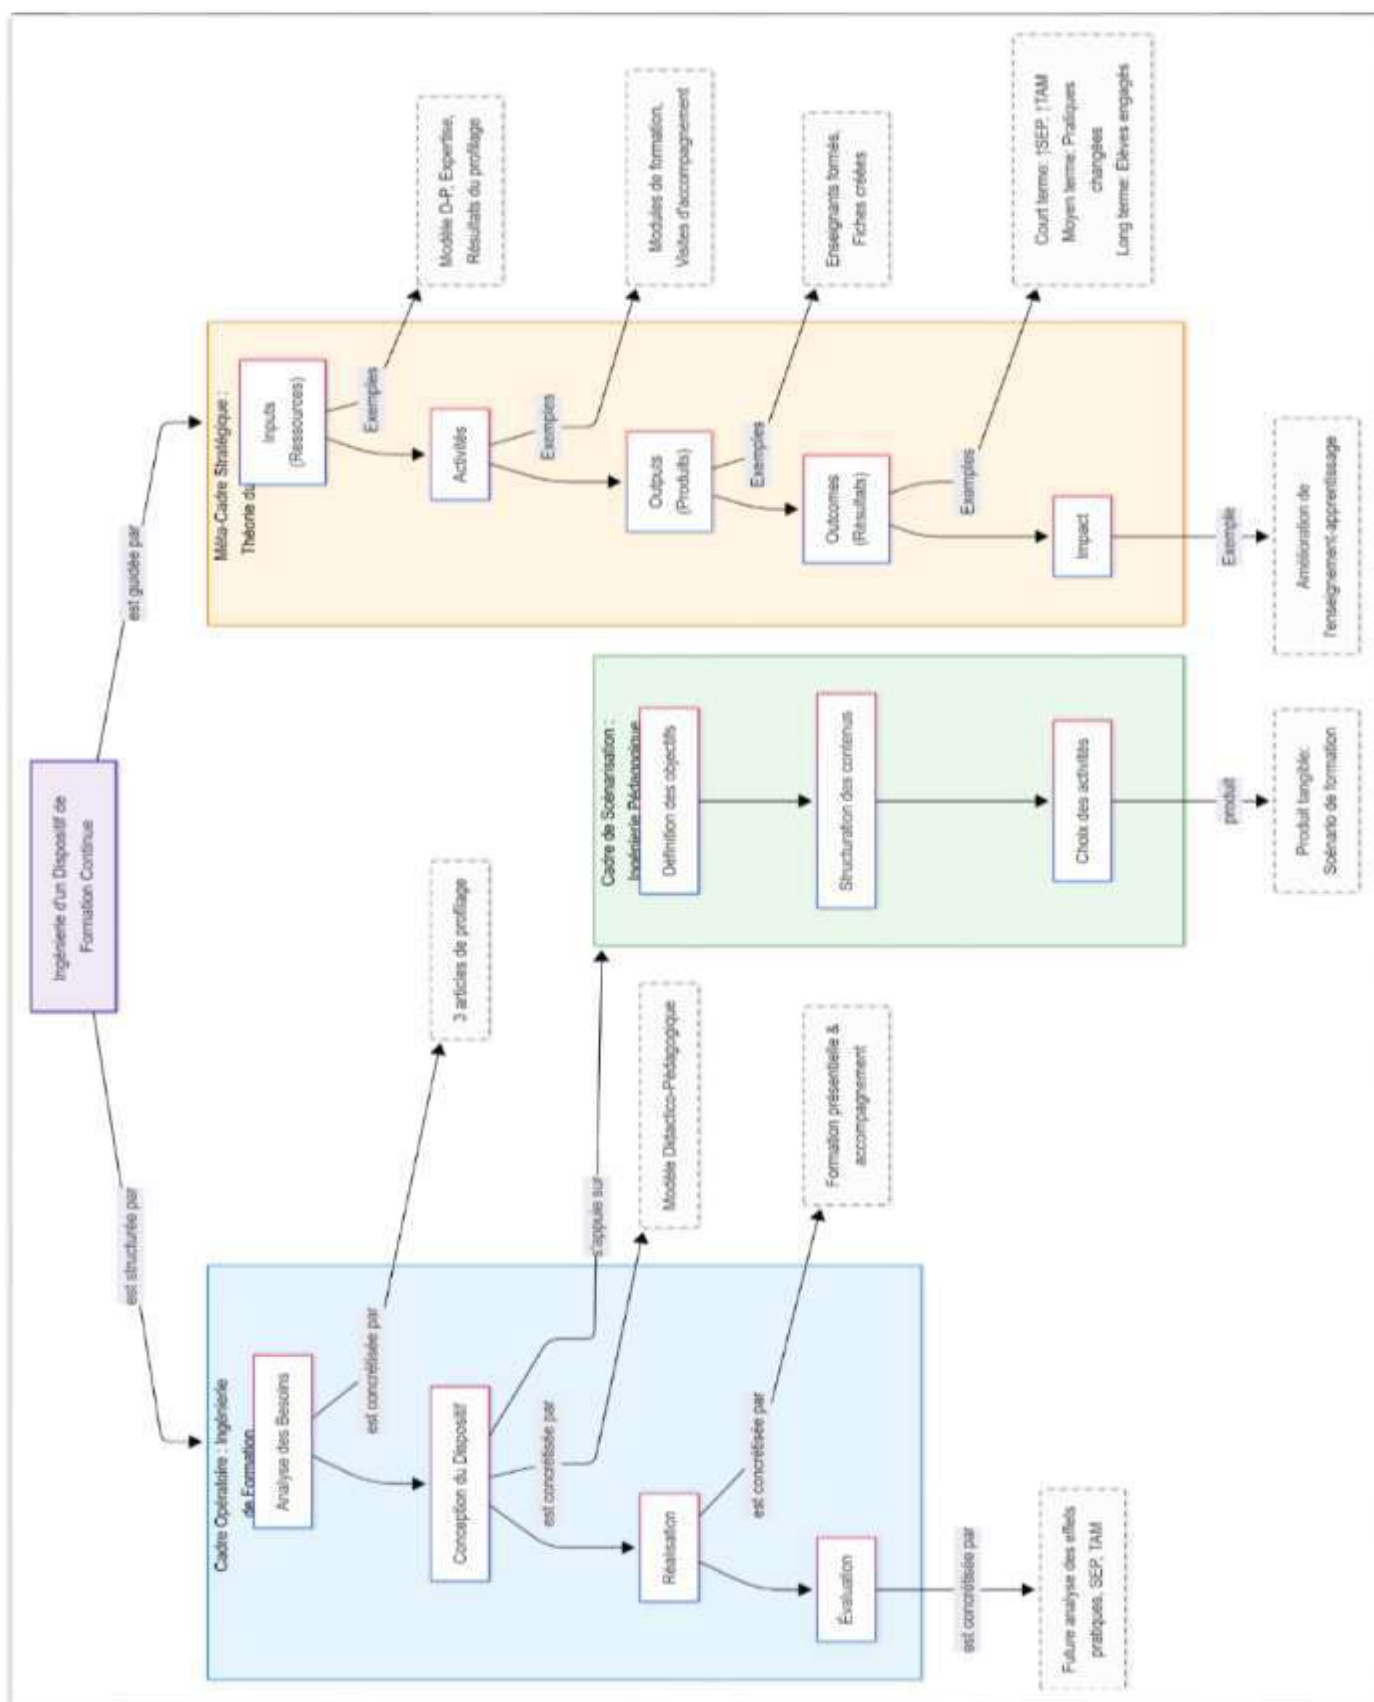 Ingénierie d'un Dispositif de
Formation Continue
est structurée par
est guidée par
Cadre Opératoire : Ingénierie
de Formation
Analyse des Besoins
est concrétisée par
3 articles de profilage
Conception du Dispositif
est concrétisée par
Modèle Didactico-Pédagogique
s'appuie sur
Réalisation
est concrétisée par
Formation présentielle &
accompagnement
Évaluation
est concrétisée par
Future analyse des effets
pratiques, SEP, TAM
Cadre de Scénarisation :
Ingénierie Pédagogique
Définition des objectifs
Structuration des contenus
Choix des activités
produit
Produit tangible:
Scénario de formation
Méta-Cadre Stratégique :
Théorie du
Inputs
(Ressources)
Exemples
Modèle D-P, Expertise,
Résultats du profilage
Activités
Exemples
Modules de formation,
Visites d'accompagnement
Outputs
(Produits)
Exemples
Enseignants formés,
Fiches créées
Outcomes
(Résultats)
Exemples
Court terme: ↑SEP, ↑TAM
Moyen terme: Pratiques
changées
Long terme: Élèves engagés
Impact
Exemple
Amélioration de
l'enseignement-apprentissage